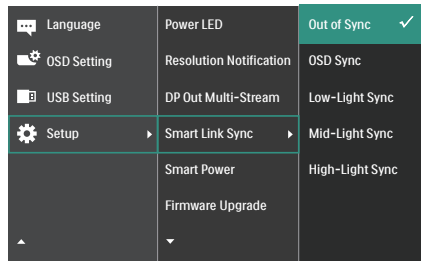 Language
OSD Setting
USB Setting
Setup
Power LED
Resolution Notification
DP Out Multi-Stream
Smart Link Sync
Smart Power
Firmware Upgrade
Out of Sync
OSD Sync
Low-Light Sync
Mid-Light Sync
High-Light Sync